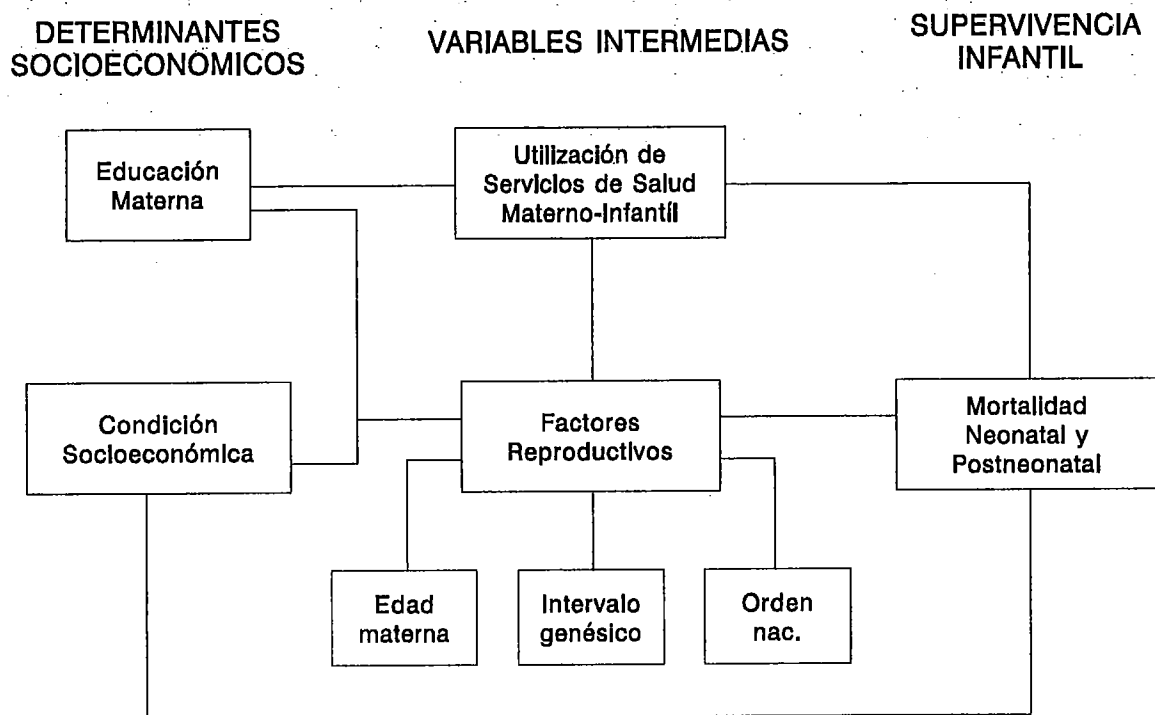 DETERMINANTES
SOCIOECONÓMICOS
VARIABLES INTERMEDIAS
SUPERVIVENCIA
INFANTIL
Educación
Materna
Utilización de
Servicios de Salud
Materno-Infantil
Condición
Socioeconómica
Factores
Reproductivos
Mortalidad
Neonatal y
Postneonatal
Edad
materna
Intervalo
genésico
Orden
nac.